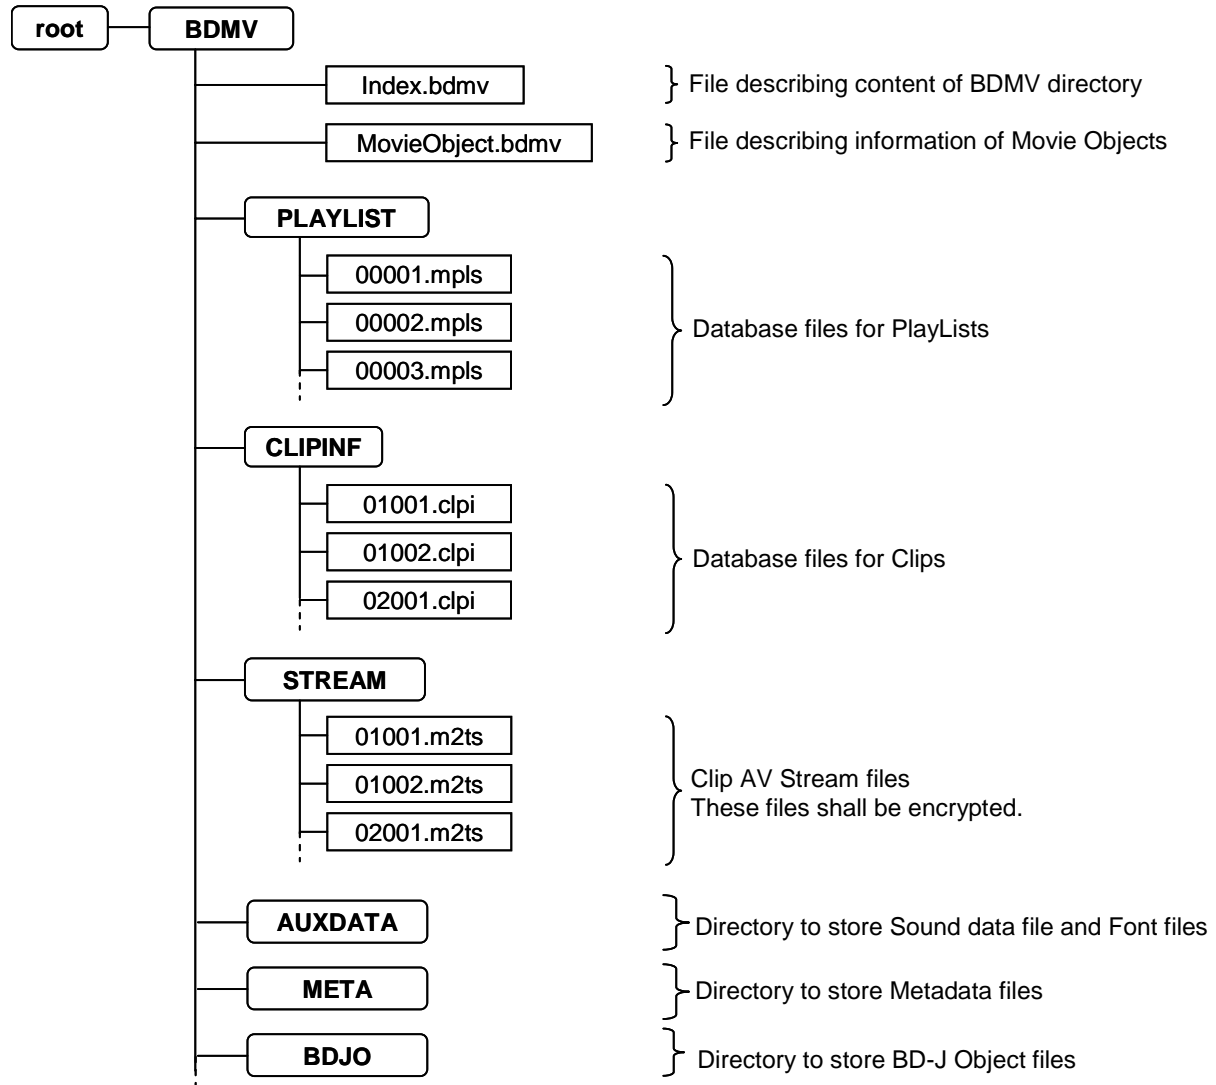 root
BDMV
Index.bdmv
File describing content of BDMV directory
MovieObject.bdmv
File describing information of Movie Objects
PLAYLIST
00001.mpls
00002.mpls
00003.mpls
Database files for PlayLists
CLIPINF
01001.clpi
01002.clpi
02001.clpi
Database files for Clips
STREAM
01001.m2ts
01002.m2ts
02001.m2ts
Clip AV Stream files
These files shall be encrypted.
AUXDATA
Directory to store Sound data file and Font files
META
Directory to store Metadata files
BDJO
Directory to store BD-J Object files